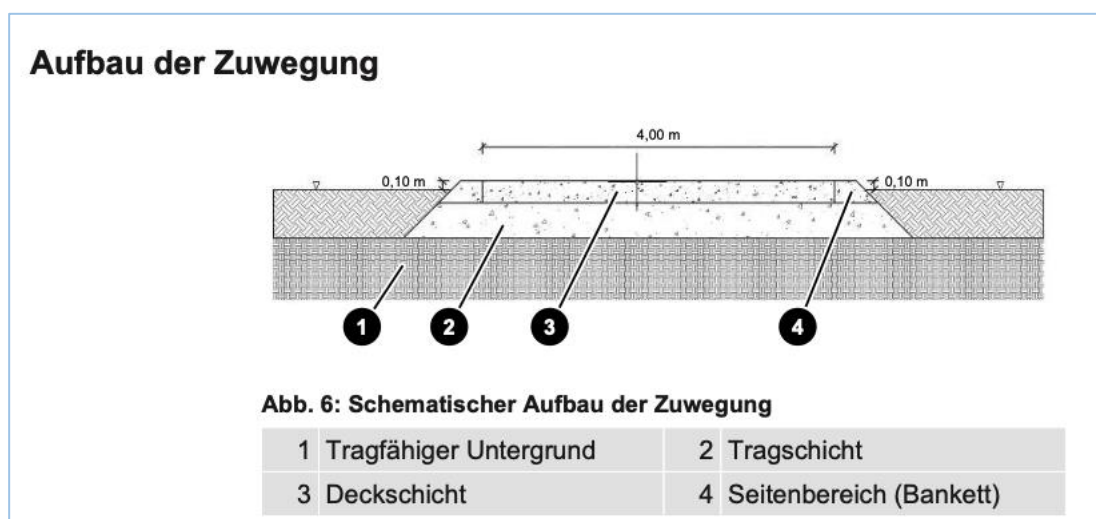 Aufbau der Zuwegung
4,00 m
0,10 m
0,10 m
1 2 3 4
Abb. 6: Schematischer Aufbau der Zuwegung
1 Tragfähiger Untergrund 2 Tragschicht
3 Deckschicht 4 Seitenbereich (Bankett)